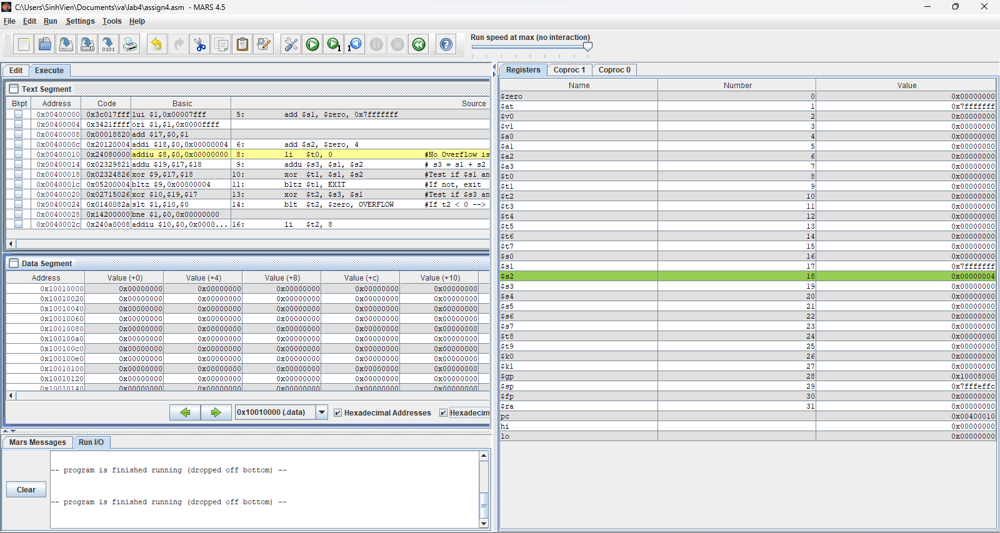 C:\Users\SinhVien\Documents\va\lab4\assign4.asm - MARS 4.5
File Edit Run Settings Tools Help
Run speed at max (no interaction)
Edit Execute
Text Segment
Bkpt Address Code Basic Source
0x00400000 0x3c017fff lui $1,0x00007fff 5: add $s1, $zero, 0x7fffffff
0x00400004 0x3421ffff ori $1,$1,0x0000ffff
0x00400008 0x00018820 add $17,$0,$1
0x0040000c 0x20120004 addi $18,$0,0x00000004 6: add $s2, $zero, 4
0x00400010 0x24080000 addiu $8,$0,0x00000000 8: li $t0, 0 #No Overflow is
0x00400014 0x02329821 addu $19,$17,$18 9: addu $s3, $s1, $s2 # s3 = s1 + s2
0x00400018 0x02324826 xor $9,$17,$18 10: xor $t1, $s1, $s2 #Test if $s1 an
0x0040001c 0x05200004 bltz $9,0x00000004 11: bltz $t1, EXIT #If not, exit
0x00400020 0x02715026 xor $10,$19,$17 13: xor $t2, $s3, $s1 #Test if $s3 an
0x00400024 0x0140082a slt $1,$10,$0 14: blt $t2, $zero, OVERFLOW #If t2 < 0 -->
0x00400028 0x14200000 bne $1,$0,0x00000000
0x0040002c 0x240a0008 addiu $10,$0,0x0000... 16: li $t2, 8
Data Segment
Address Value (+0) Value (+4) Value (+8) Value (+c) Value (+10)
0x10010000 0x00000000 0x00000000 0x00000000 0x00000000 0x00000000
0x10010020 0x00000000 0x00000000 0x00000000 0x00000000 0x00000000
0x10010040 0x00000000 0x00000000 0x00000000 0x00000000 0x00000000
0x10010060 0x00000000 0x00000000 0x00000000 0x00000000 0x00000000
0x10010080 0x00000000 0x00000000 0x00000000 0x00000000 0x00000000
0x100100a0 0x00000000 0x00000000 0x00000000 0x00000000 0x00000000
0x100100c0 0x00000000 0x00000000 0x00000000 0x00000000 0x00000000
0x100100e0 0x00000000 0x00000000 0x00000000 0x00000000 0x00000000
0x10010100 0x00000000 0x00000000 0x00000000 0x00000000 0x00000000
0x10010120 0x00000000 0x00000000 0x00000000 0x00000000 0x00000000
0x10010140 0x00000000 0x00000000 0x00000000 0x00000000 0x00000000
0x10010000 (.data) Hexadecimal Addresses Hexadecim
Mars Messages Run I/O
-- program is finished running (dropped off bottom) --
Clear
-- program is finished running (dropped off bottom) --
Registers Coproc 1 Coproc 0
Name Number Value
$zero 0 0x00000000
$at 1 0x7fffffff
$v0 2 0x00000000
$v1 3 0x00000000
$a0 4 0x00000000
$a1 5 0x00000000
$a2 6 0x00000000
$a3 7 0x00000000
$t0 8 0x00000000
$t1 9 0x00000000
$t2 10 0x00000000
$t3 11 0x00000000
$t4 12 0x00000000
$t5 13 0x00000000
$t6 14 0x00000000
$t7 15 0x00000000
$s0 16 0x00000000
$s1 17 0x7fffffff
$s2 18 0x00000004
$s3 19 0x00000000
$s4 20 0x00000000
$s5 21 0x00000000
$s6 22 0x00000000
$s7 23 0x00000000
$t8 24 0x00000000
$t9 25 0x00000000
$k0 26 0x00000000
$k1 27 0x00000000
$gp 28 0x10008000
$sp 29 0x7fffeffc
$fp 30 0x00000000
$ra 31 0x00000000
pc 0x00400010
hi 0x00000000
lo 0x00000000